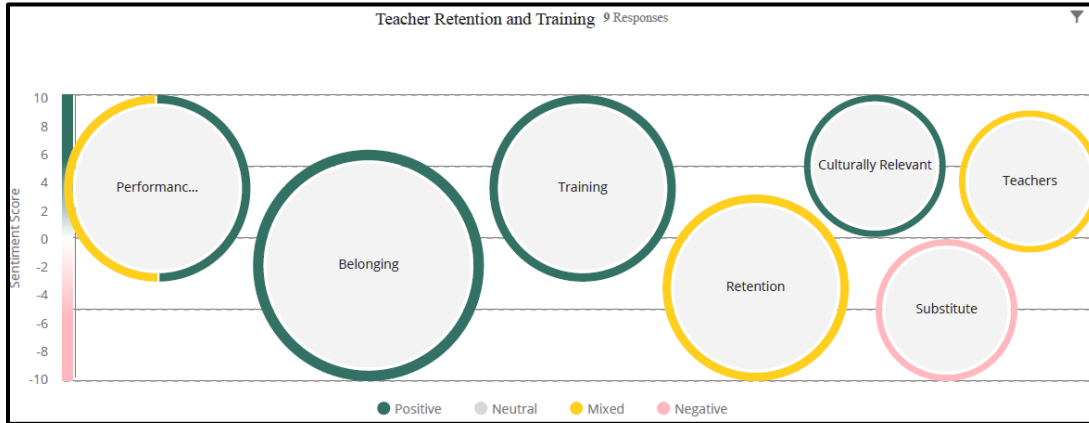 Teacher Retention and Training 9 Responses
10
8
6
4
2
0
-2
-4
-6
-8
-10
Sentiment Score
Performanc...
Belonging
Training
Retention
Culturally Relevant
Teachers
Substitute
Positive Neutral Mixed Negative